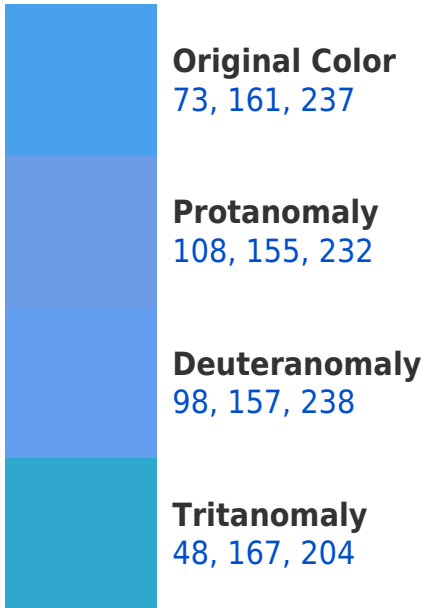 Original Color
73, 161, 237
Protanomaly
108, 155, 232
Deuteranomaly
98, 157, 238
Tritanomaly
48, 167, 204